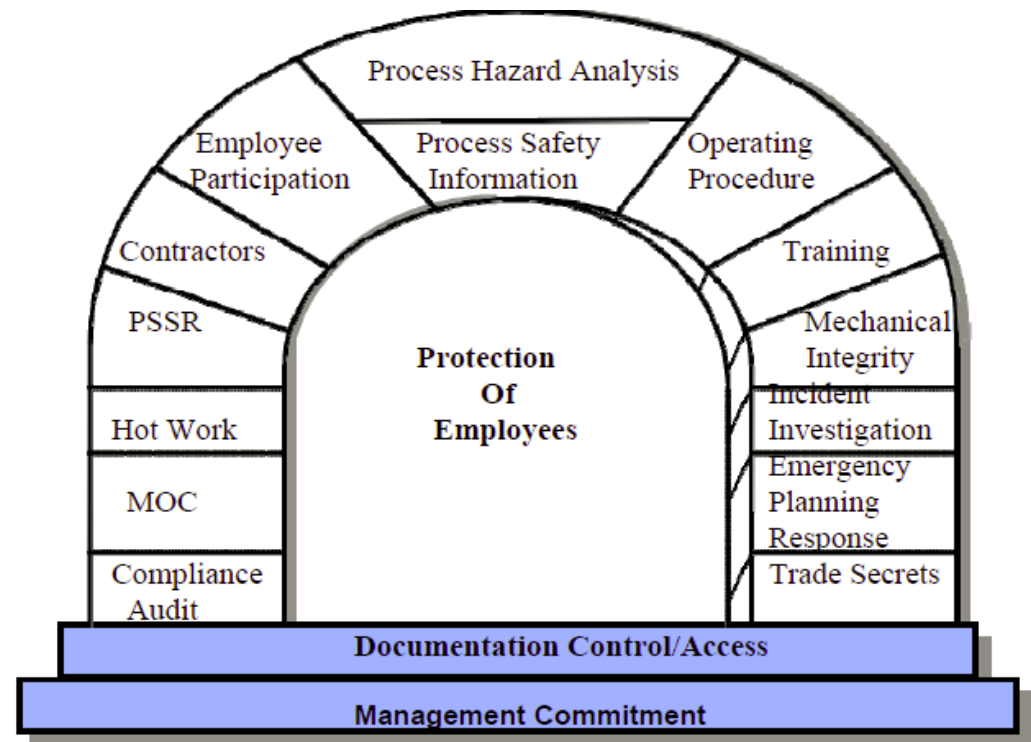 Process Hazard Analysis
Process Safety
Information
Employee
Participation
Operating
Procedure
Contractors
Training
PSSR
Mechanical
Integrity
Protection
Of
Employees
Hot Work
Incident
Investigation
MOC
Emergency
Planning
Response
Compliance
Audit
Trade Secrets
Documentation Control/Access
Management Commitment